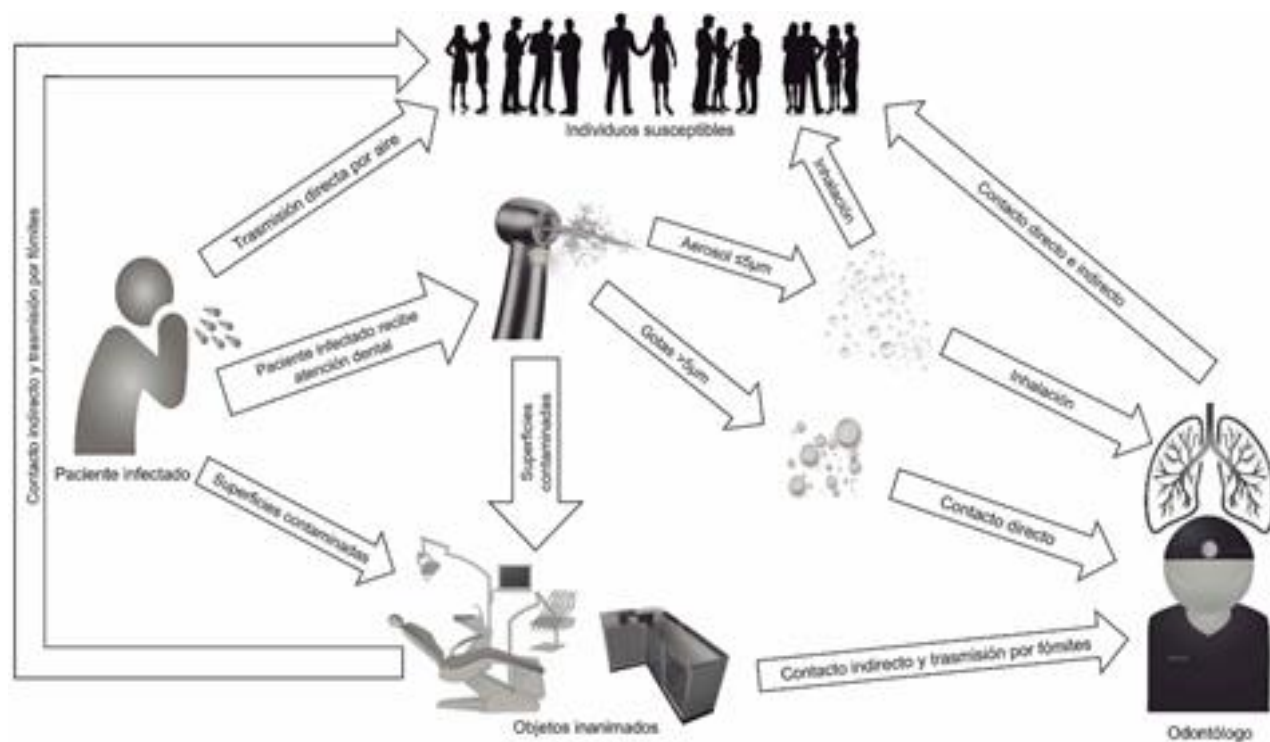 Individuos susceptibles
Trasmisión directa por aire
Inhalación
Contacto directo e indirecto
Aerosol ≤5µm
Contacto indirecto y trasmisión por fómites
Paciente infectado recibe
atención dental
Gotas >5µm
Inhalación
Superficies
contaminadas
Paciente infectado
Superficies contaminadas
Contacto directo
Contacto indirecto y trasmisión por fómites
Objetos inanimados
Odontólogo